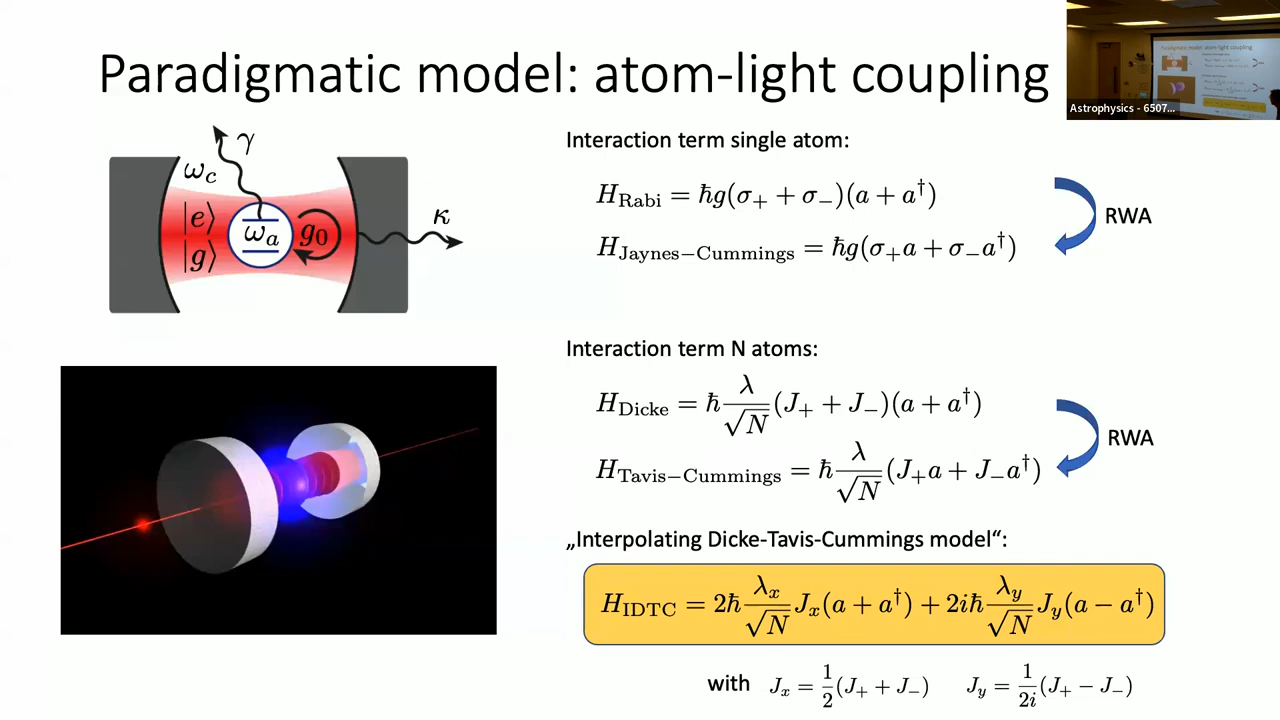 Paradigmatic model: atom-light coupling
Astrophysics - 6507...
γ
ω_c
|e⟩
ω_a
g_0
|g⟩
κ
Interaction term single atom:
H_Rabi = ħg(σ_+ + σ_−)(a + a^†)
RWA
H_Jaynes−Cummings = ħg(σ_+a + σ_−a^†)
Interaction term N atoms:
H_Dicke = ħ λ/√N (J_+ + J_−)(a + a^†)
RWA
H_Tavis−Cummings = ħ λ/√N (J_+a + J_−a^†)
„Interpolating Dicke-Tavis-Cummings model“:
H_IDTC = 2ħ λ_x/√N J_x(a + a^†) + 2iħ λ_y/√N J_y(a − a^†)
with J_x = 1/2 (J_+ + J_−) J_y = 1/2i (J_+ − J_−)